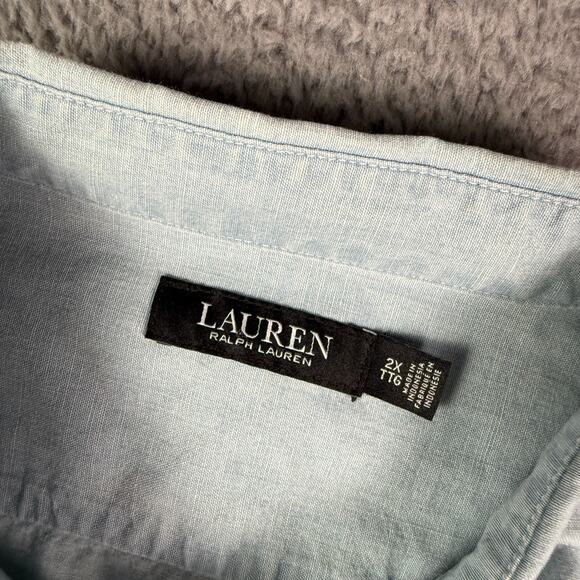 LAUREN
RALPH LAUREN
2X
TTG
MADE IN
INDONESIA
FABRIQUÉ EN
INDONÉSIE